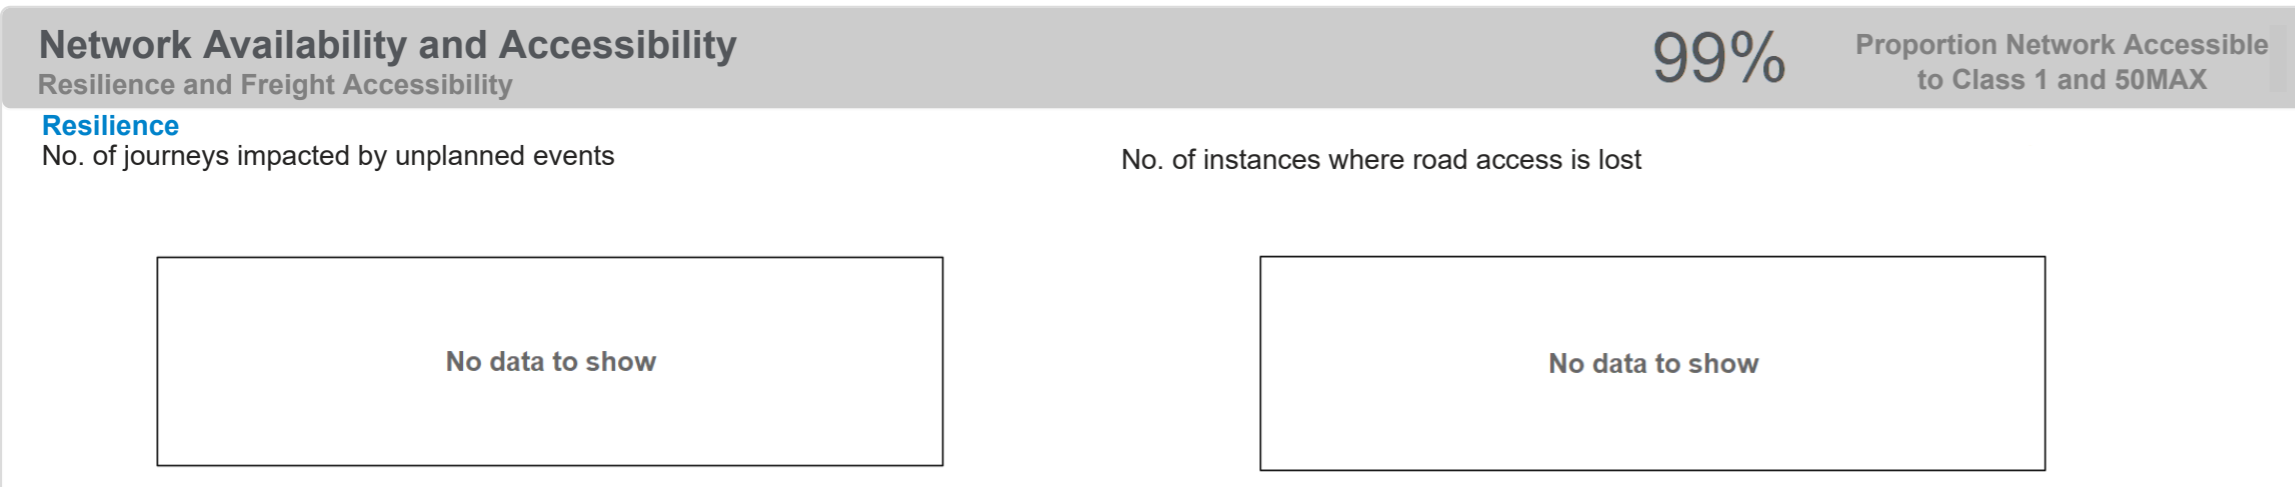 Network Availability and Accessibility
Resilience and Freight Accessibility
99%
Proportion Network Accessible
to Class 1 and 50MAX
Resilience
No. of journeys impacted by unplanned events
No. of instances where road access is lost
No data to show
No data to show